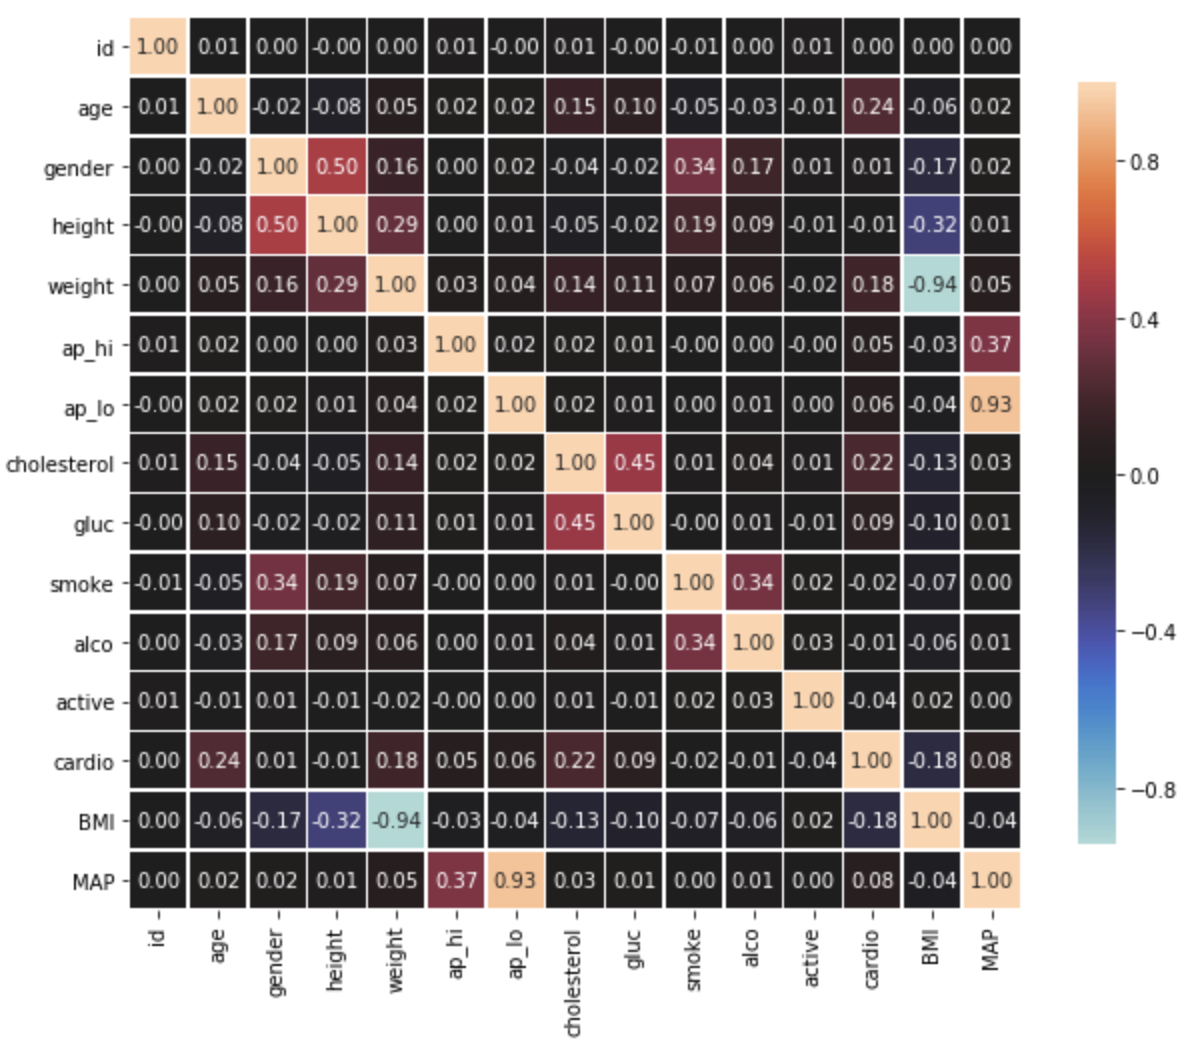 id 1.00 0.01 0.00 -0.00 0.00 0.01 -0.00 0.01 -0.00 -0.01 0.00 0.01 0.00 0.00 0.00
age 0.01 1.00 -0.02 -0.08 0.05 0.02 0.02 0.15 0.10 -0.05 -0.03 -0.01 0.24 -0.06 0.02
gender 0.00 -0.02 1.00 0.50 0.16 0.00 0.02 -0.04 -0.02 0.34 0.17 0.01 0.01 -0.17 0.02
height -0.00 -0.08 0.50 1.00 0.29 0.00 0.01 -0.05 -0.02 0.19 0.09 -0.01 -0.01 -0.32 0.01
weight 0.00 0.05 0.16 0.29 1.00 0.03 0.04 0.14 0.11 0.07 0.06 -0.02 0.18 -0.94 0.05
ap_hi 0.01 0.02 0.00 0.00 0.03 1.00 0.02 0.02 0.01 -0.00 0.00 -0.00 0.05 -0.03 0.37
ap_lo -0.00 0.02 0.02 0.01 0.04 0.02 1.00 0.02 0.01 0.00 0.01 0.00 0.06 -0.04 0.93
cholesterol 0.01 0.15 -0.04 -0.05 0.14 0.02 0.02 1.00 0.45 0.01 0.04 0.01 0.22 -0.13 0.03
gluc -0.00 0.10 -0.02 -0.02 0.11 0.01 0.01 0.45 1.00 -0.00 0.01 -0.01 0.09 -0.10 0.01
smoke -0.01 -0.05 0.34 0.19 0.07 -0.00 0.00 0.01 -0.00 1.00 0.34 0.02 -0.02 -0.07 0.00
alco 0.00 -0.03 0.17 0.09 0.06 0.00 0.01 0.04 0.01 0.34 1.00 0.03 -0.01 -0.06 0.01
active 0.01 -0.01 0.01 -0.01 -0.02 -0.00 0.00 0.01 -0.01 0.02 0.03 1.00 -0.04 0.02 0.00
cardio 0.00 0.24 0.01 -0.01 0.18 0.05 0.06 0.22 0.09 -0.02 -0.01 -0.04 1.00 -0.18 0.08
BMI 0.00 -0.06 -0.17 -0.32 -0.94 -0.03 -0.04 -0.13 -0.10 -0.07 -0.06 0.02 -0.18 1.00 -0.04
MAP 0.00 0.02 0.02 0.01 0.05 0.37 0.93 0.03 0.01 0.00 0.01 0.00 0.08 -0.04 1.00
id age gender height weight ap_hi ap_lo cholesterol gluc smoke alco active cardio BMI MAP
0.8
0.4
0.0
−0.4
−0.8